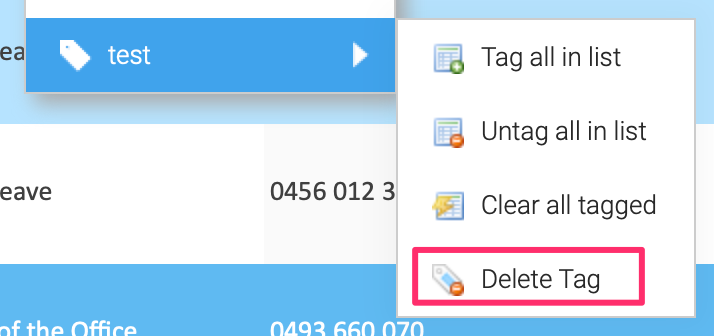 ea
test
Tag all in list
Untag all in list
eave
0456 012 3
Clear all tagged
Delete Tag
of the Office
0493 660 070